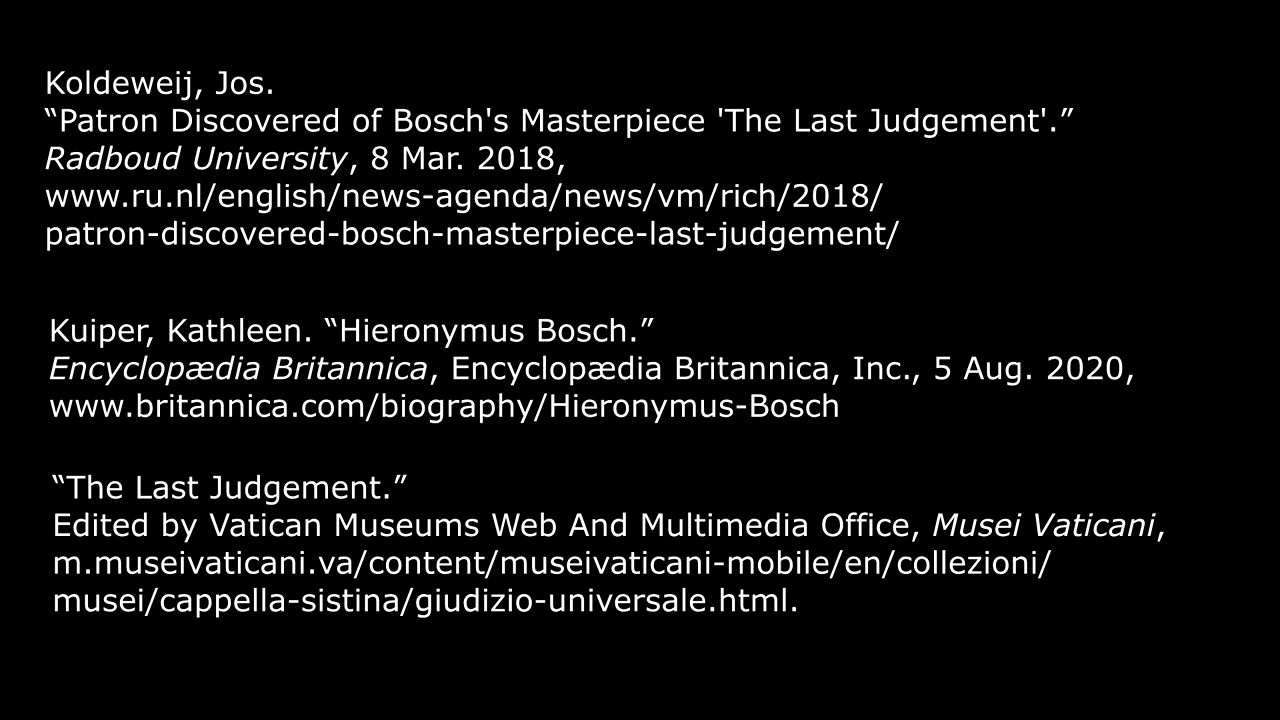 Koldeweij, Jos.
“Patron Discovered of Bosch's Masterpiece 'The Last Judgement'.”
Radboud University, 8 Mar. 2018,
www.ru.nl/english/news-agenda/news/vm/rich/2018/
patron-discovered-bosch-masterpiece-last-judgement/
Kuiper, Kathleen. “Hieronymus Bosch.”
Encyclopædia Britannica, Encyclopædia Britannica, Inc., 5 Aug. 2020,
www.britannica.com/biography/Hieronymus-Bosch
“The Last Judgement.”
Edited by Vatican Museums Web And Multimedia Office, Musei Vaticani,
m.museivaticani.va/content/museivaticani-mobile/en/collezioni/
musei/cappella-sistina/giudizio-universale.html.